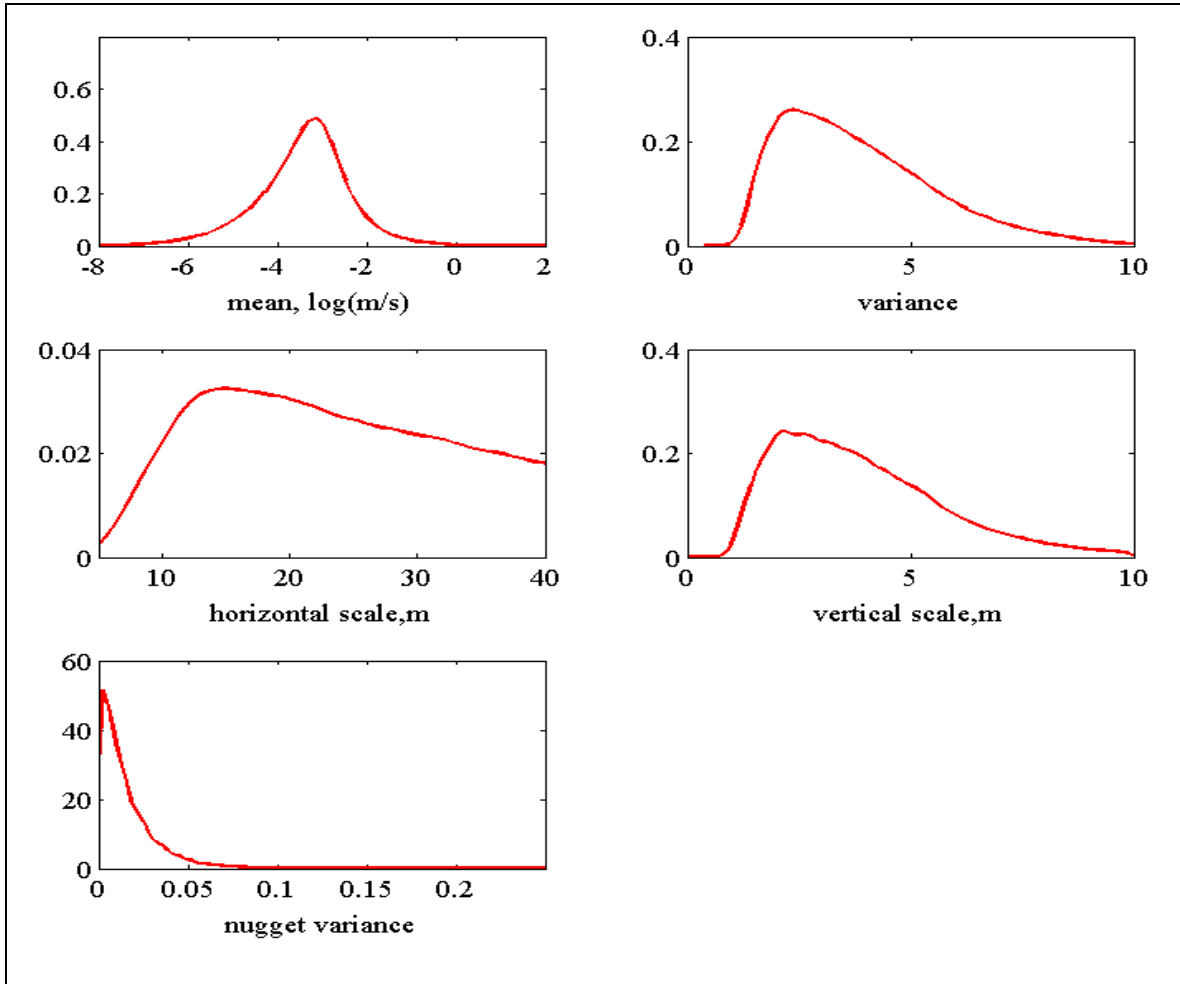 0.6
0.4
0.2
0
-8 -6 -4 -2 0 2
mean, log(m/s)
0.4
0.2
0
0 5 10
variance
0.04
0.02
0
10 20 30 40
horizontal scale,m
0.4
0.2
0
0 5 10
vertical scale,m
60
40
20
0
0 0.05 0.1 0.15 0.2
nugget variance